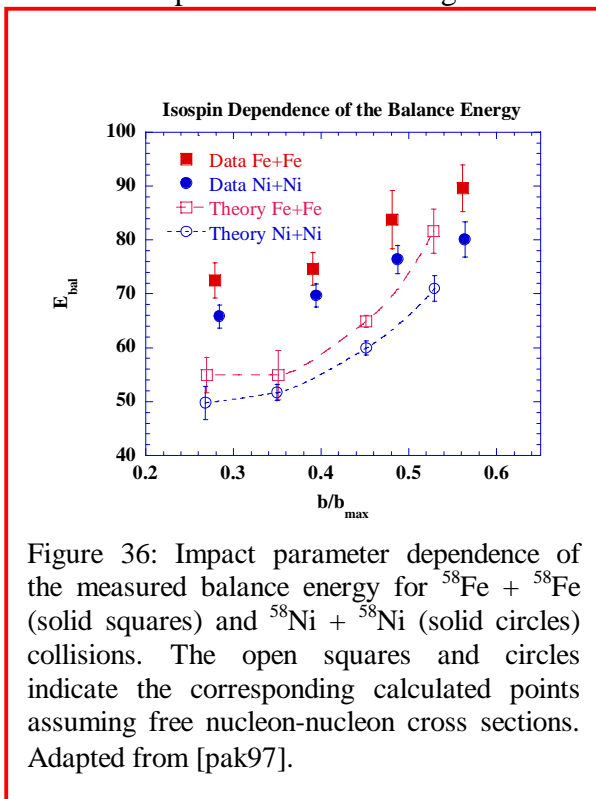 Isospin Dependence of the Balance Energy
100
90
80
70
60
50
40
E_bal
Data Fe+Fe
Data Ni+Ni
Theory Fe+Fe
Theory Ni+Ni
0.2 0.3 0.4 0.5 0.6
b/b_max
Figure 36: Impact parameter dependence of
the measured balance energy for ⁵⁸Fe + ⁵⁸Fe
(solid squares) and ⁵⁸Ni + ⁵⁸Ni (solid circles)
collisions. The open squares and circles
indicate the corresponding calculated points
assuming free nucleon-nucleon cross sections.
Adapted from [pak97].